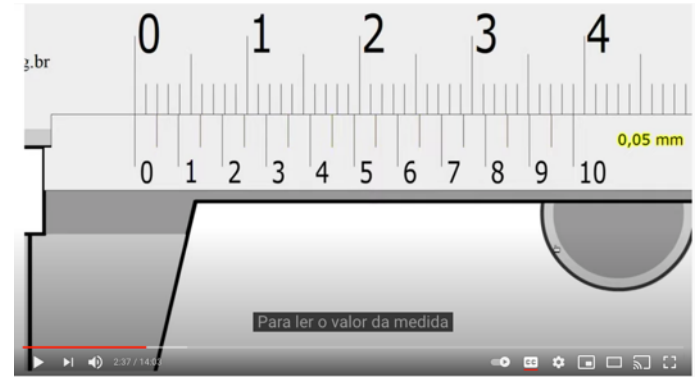 0 1 2 3 4
g.br
0,05 mm
0 1 2 3 4 5 6 7 8 9 10
Para ler o valor da medida
2:37 / 14:03